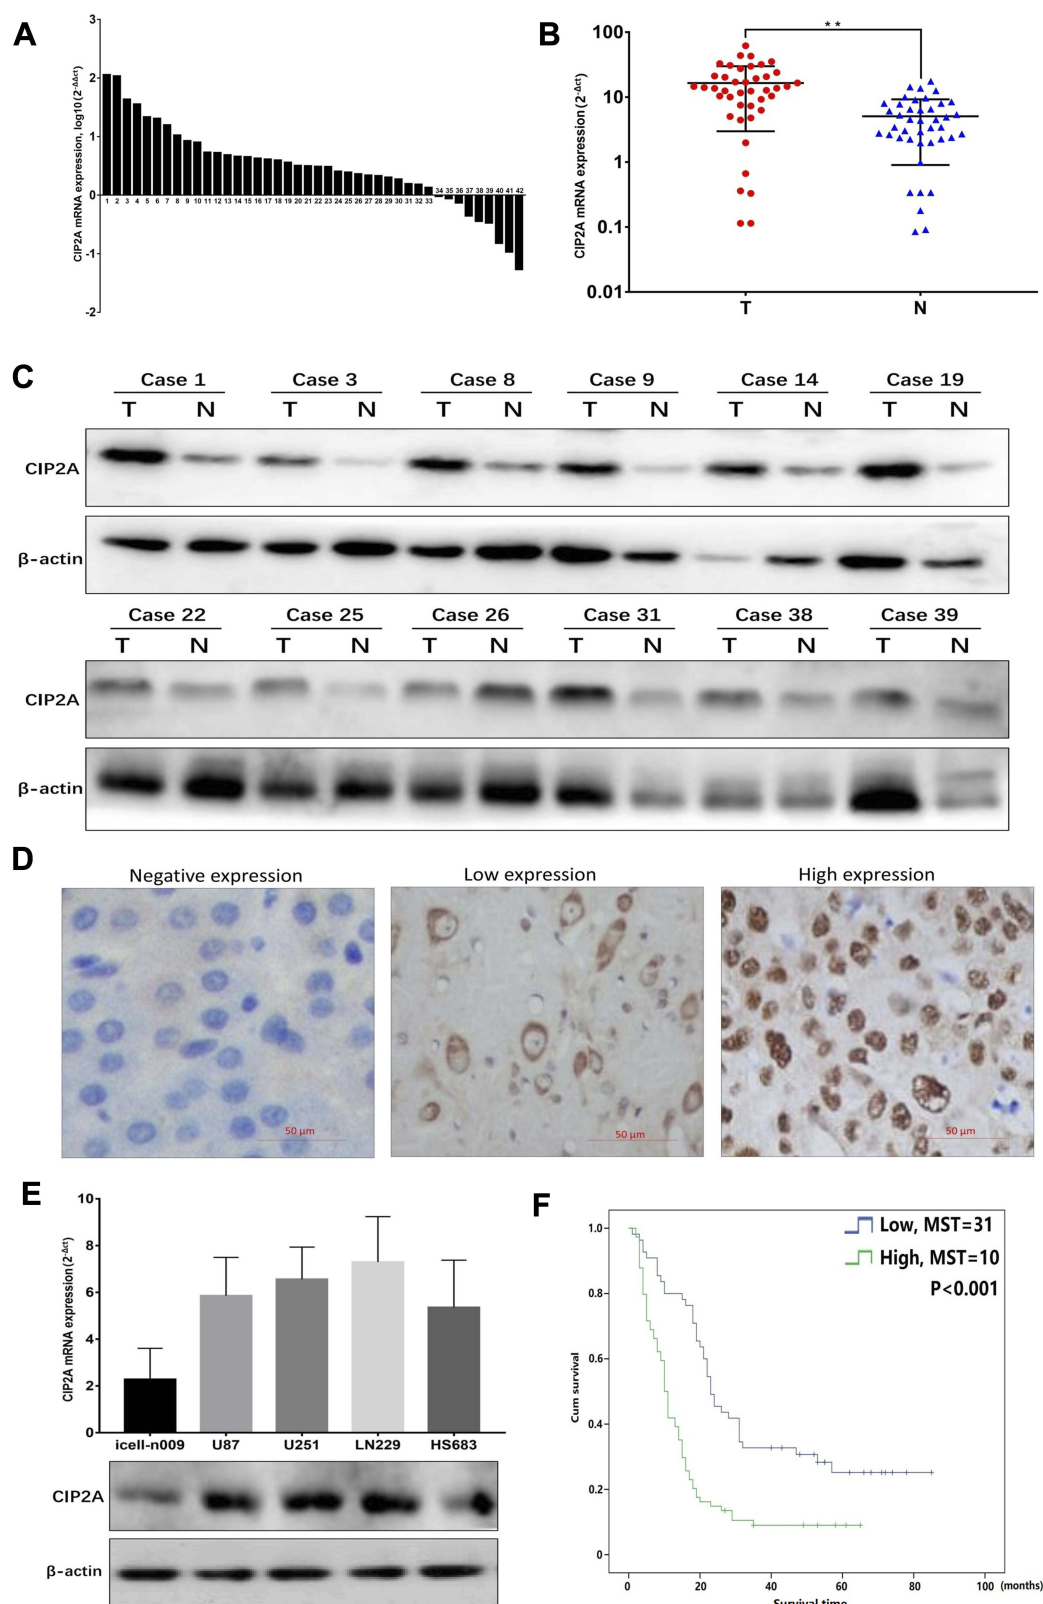 A
CIP2A mRNA expression, log10 (2^-ΔΔct)
3
2
1
0
-1
-2
1 2 3 4 5 6 7 8 9 10 11 12 13 14 15 16 17 18 19 20 21 22 23 24 25 26 27 28 29 30 31 32 33 34 35 36 37 38 39 40 41 42
B
CIP2A mRNA expression (2^-Δct)
100
10
1
0.1
0.01
**
T N
C
Case 1 Case 3 Case 8 Case 9 Case 14 Case 19
T N T N T N T N T N T N
CIP2A
β-actin
Case 22 Case 25 Case 26 Case 31 Case 38 Case 39
T N T N T N T N T N T N
CIP2A
β-actin
D
Negative expression Low expression High expression
50 μm 50 μm 50 μm
E
CIP2A mRNA expression (2^-Δct)
10
8
6
4
2
0
icell-n009 U87 U251 LN229 HS683
CIP2A
β-actin
F
Low, MST=31
High, MST=10
P<0.001
Cum survival
1.0
0.8
0.6
0.4
0.2
0
0 20 40 60 80 100 (months)
Survival time